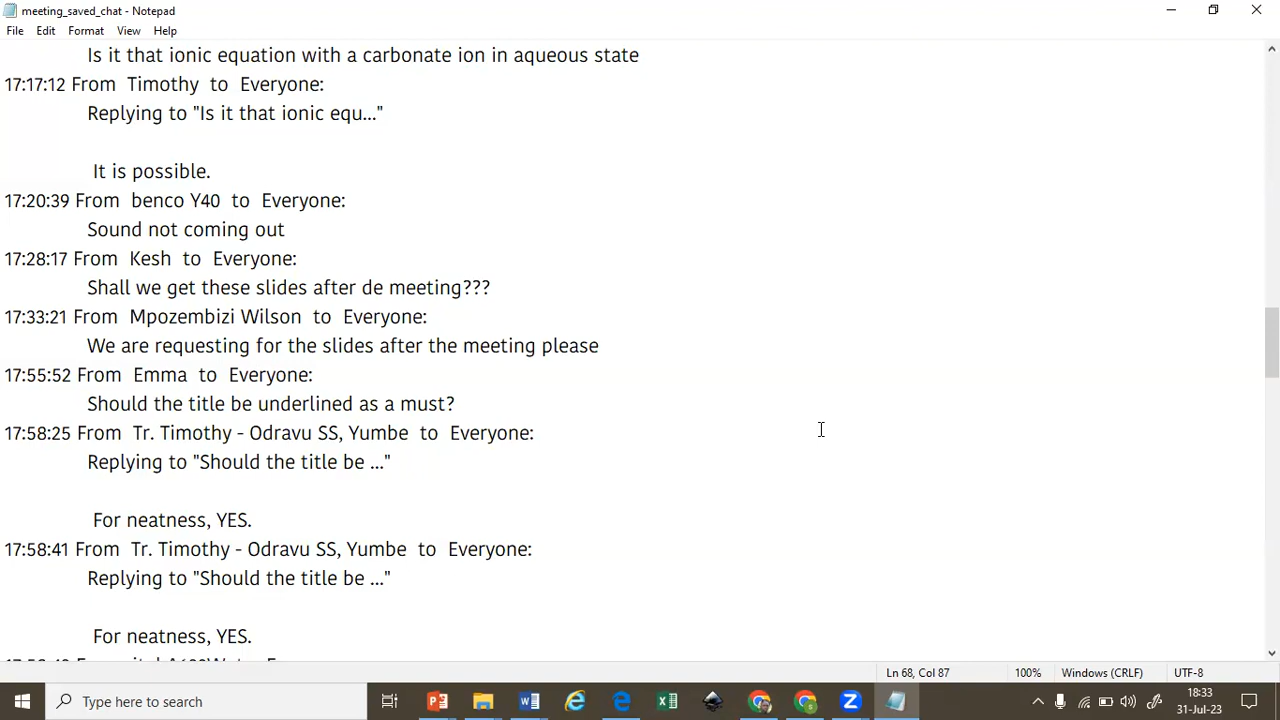 meeting_saved_chat - Notepad
File Edit Format View Help
Is it that ionic equation with a carbonate ion in aqueous state
17:17:12 From Timothy to Everyone:
Replying to "Is it that ionic equ..."
It is possible.
17:20:39 From benco Y40 to Everyone:
Sound not coming out
17:28:17 From Kesh to Everyone:
Shall we get these slides after de meeting???
17:33:21 From Mpozembizi Wilson to Everyone:
We are requesting for the slides after the meeting please
17:55:52 From Emma to Everyone:
Should the title be underlined as a must?
17:58:25 From Tr. Timothy - Odravu SS, Yumbe to Everyone:
Replying to "Should the title be ..."
For neatness, YES.
17:58:41 From Tr. Timothy - Odravu SS, Yumbe to Everyone:
Replying to "Should the title be ..."
For neatness, YES.
Ln 68, Col 87 100% Windows (CRLF) UTF-8
Type here to search
18:33
31-Jul-23